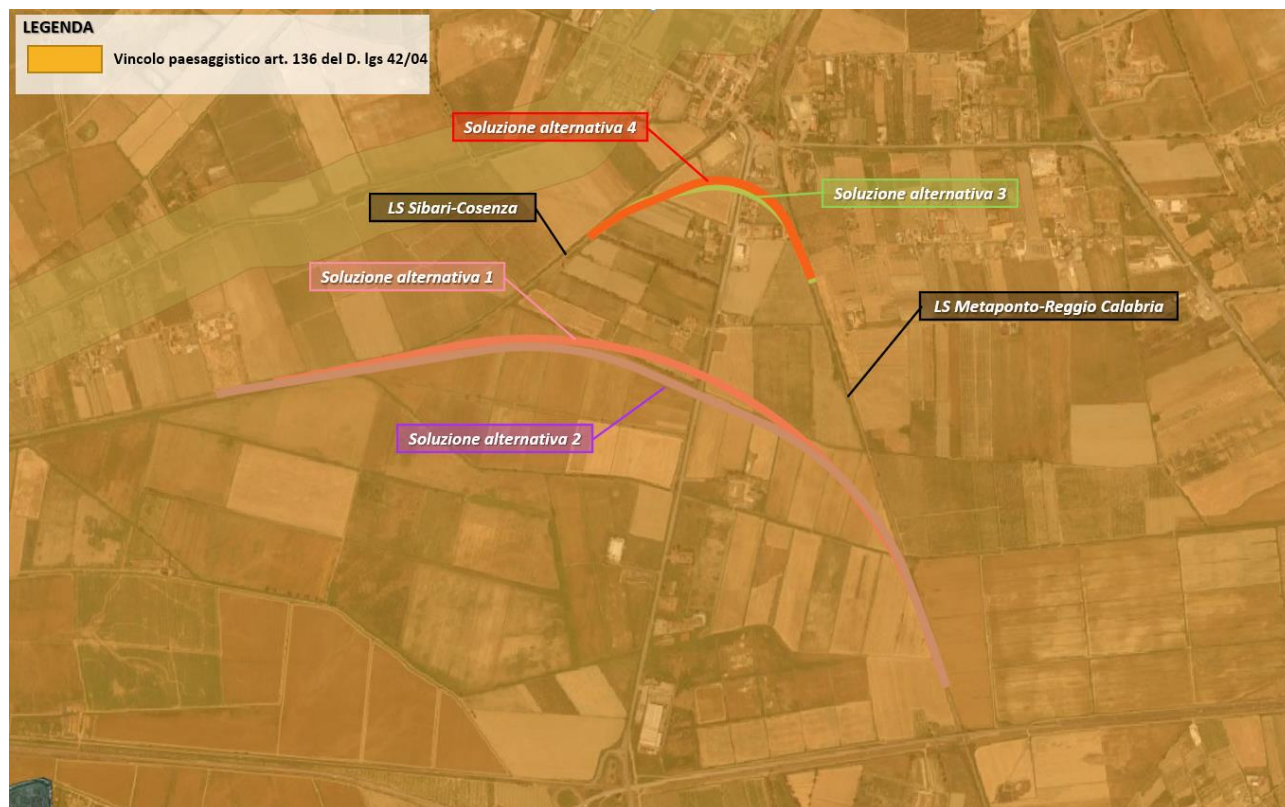 LEGENDA
Vincolo paesaggistico art. 136 del D. lgs 42/04
Soluzione alternativa 4
Soluzione alternativa 3
LS Sibari-Cosenza
Soluzione alternativa 1
LS Metaponto-Reggio Calabria
Soluzione alternativa 2